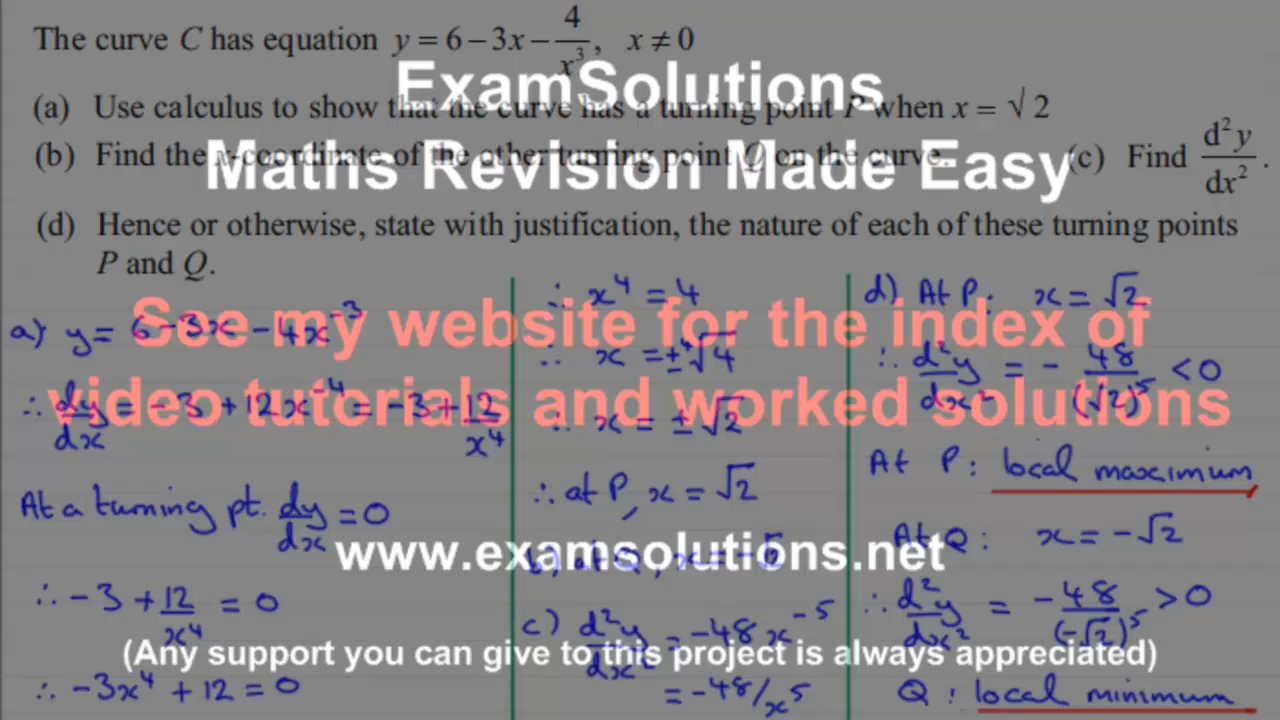 The curve C has equation y = 6 − 3x − 4/x³, x ≠ 0
(a) Use calculus to show that the curve has a turning point P when x = √2
(b) Find the x-coordinate of the other turning point Q on the curve. (c) Find d²y/dx².
(d) Hence or otherwise, state with justification, the nature of each of these turning points
P and Q.
ExamSolutions
Maths Revision Made Easy
See my website for the index of
video tutorials and worked solutions
www.examsolutions.net
(Any support you can give to this project is always appreciated)
a) y = 6 − 3x − 4x⁻³
∴ dy/dx = −3 + 12x⁻⁴ = −3 + 12/x⁴
At a turning pt. dy/dx = 0
∴ −3 + 12/x⁴ = 0
∴ −3x⁴ + 12 = 0
∴ x⁴ = 4
∴ x = ±⁴√4
∴ x = ±√2
∴ at P, x = √2
b) at Q, x = −√2
c) d²y/dx² = −48x⁻⁵
= −48/x⁵
d) At P: x = √2
∴ d²y/dx² = − 48/(√2)⁵ < 0
At P: local maximum
At Q: x = −√2
∴ d²y/dx² = −48/(−√2)⁵ > 0
Q: local minimum